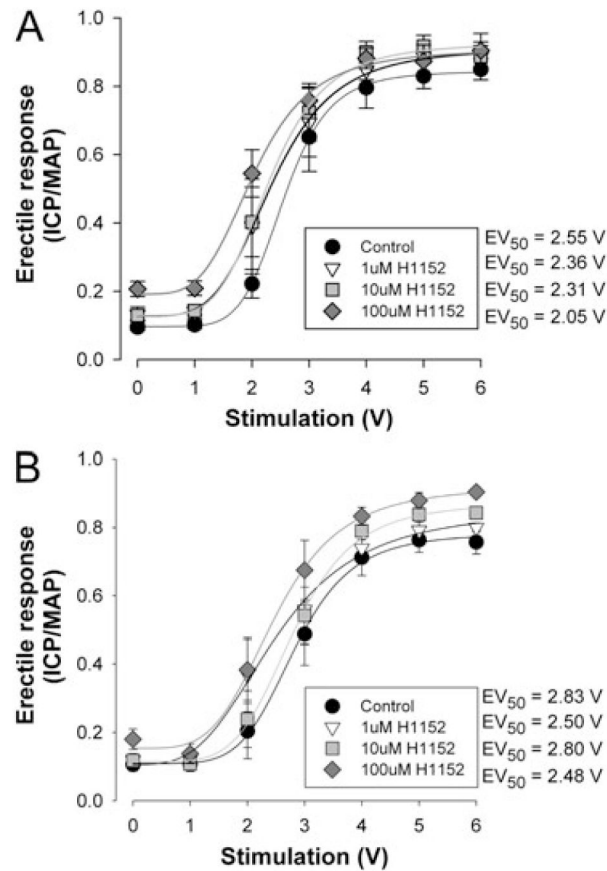 A
Erectile response
(ICP/MAP)
1.0
0.8
0.6
0.4
0.2
0.0
Control
1uM H1152
10uM H1152
100uM H1152
EV50 = 2.55 V
EV50 = 2.36 V
EV50 = 2.31 V
EV50 = 2.05 V
0 1 2 3 4 5 6
Stimulation (V)
B
Erectile response
(ICP/MAP)
1.0
0.8
0.6
0.4
0.2
0.0
Control
1uM H1152
10uM H1152
100uM H1152
EV50 = 2.83 V
EV50 = 2.50 V
EV50 = 2.80 V
EV50 = 2.48 V
0 1 2 3 4 5 6
Stimulation (V)